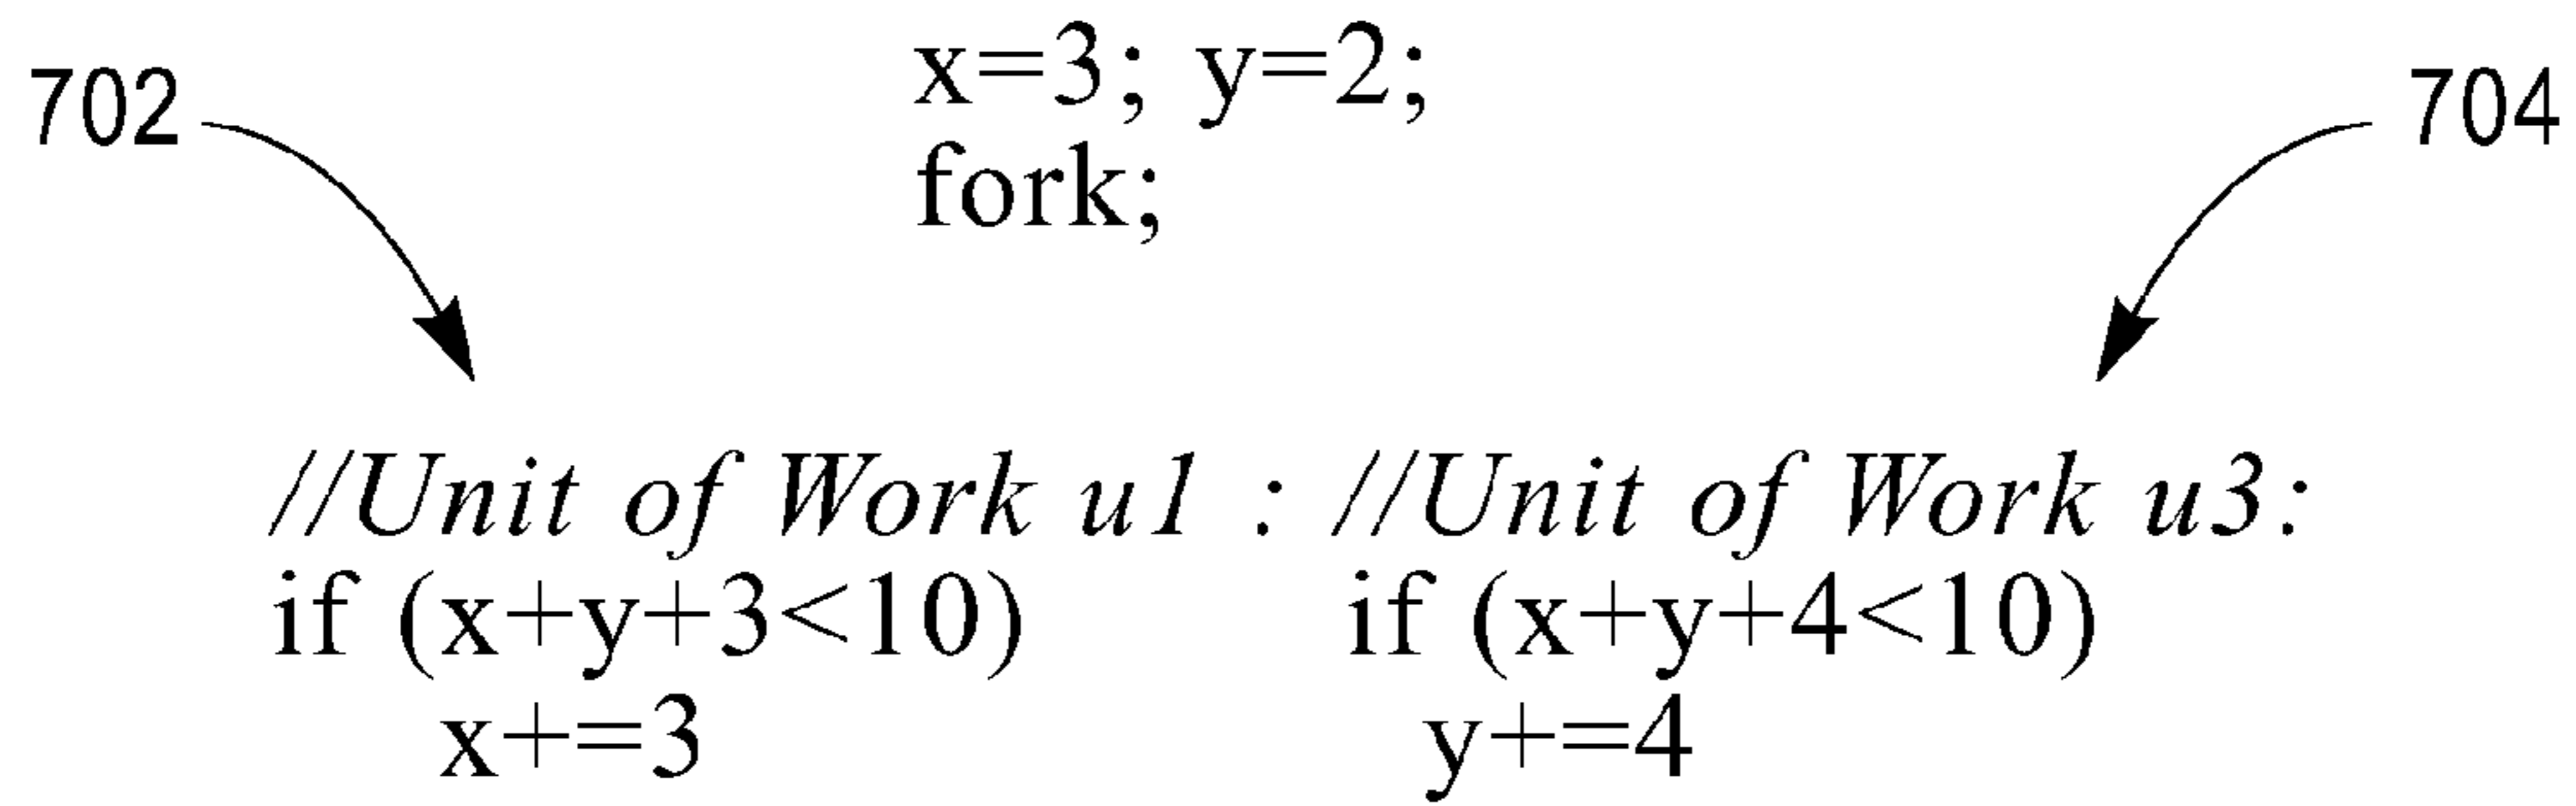 x=3; y=2;
702
704
fork;
//Unit of Work u1 : //Unit of Work u3:
if (x+y+3<10) if (x+y+4<10)
x+=3 y+=4